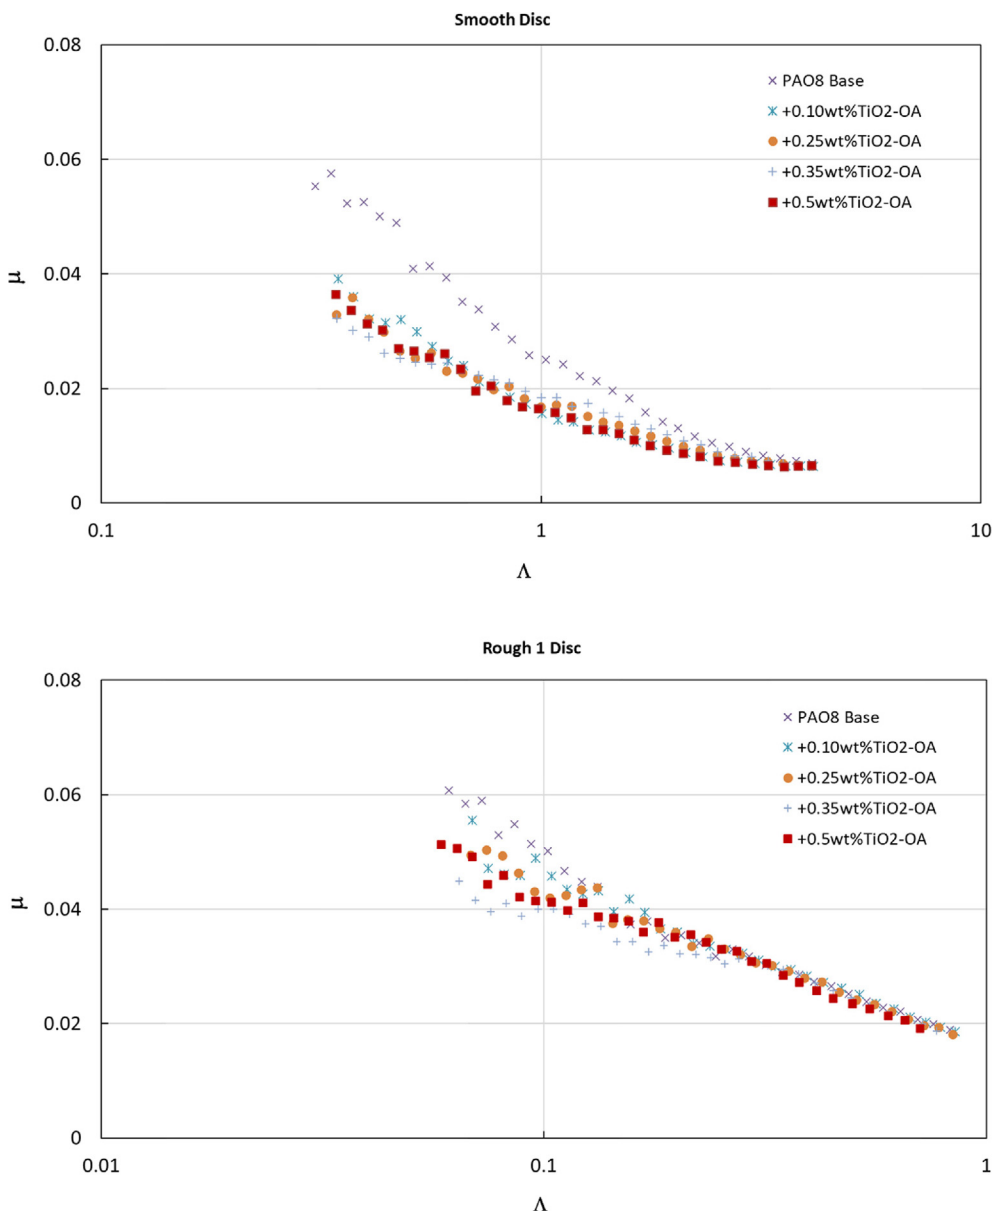 Smooth Disc
0.08
0.06
0.04
0.02
0
0.1
1
10
μ
Λ
× PAO8 Base
+0.10wt%TiO2-OA
+0.25wt%TiO2-OA
+0.35wt%TiO2-OA
+0.5wt%TiO2-OA
Rough 1 Disc
0.08
0.06
0.04
0.02
0
0.01
0.1
1
μ
Λ
PAO8 Base
+0.10wt%TiO2-OA
+0.25wt%TiO2-OA
+0.35wt%TiO2-OA
+0.5wt%TiO2-OA